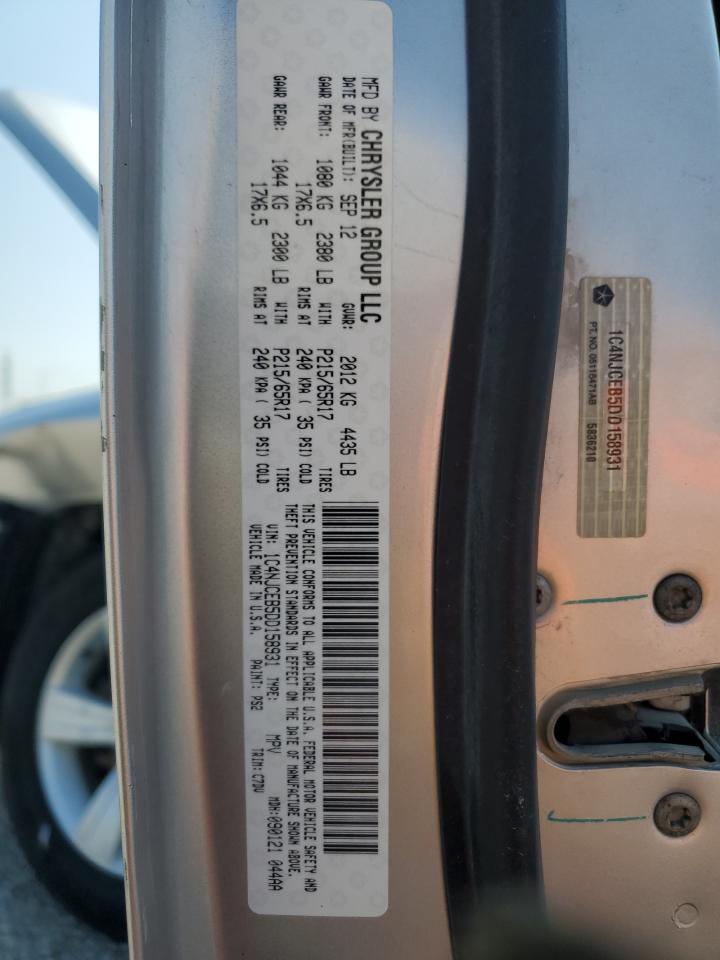 MFD BY CHRYSLER GROUP LLC
DATE OF MFR(BUILT): SEP 12 GVWR: 2012 KG 4435 LB
GAWR FRONT: 1080 KG 2380 LB WITH P215/65R17 TIRES
17X6.5 RIMS AT 240 KPA( 35 PSI) COLD
GAWR REAR: 1044 KG 2300 LB WITH P215/65R17 TIRES
17X6.5 RIMS AT 240 KPA( 35 PSI) COLD
THIS VEHICLE CONFORMS TO ALL APPLICABLE U.S.A. FEDERAL MOTOR VEHICLE SAFETY AND
THEFT PREVENTION STANDARDS IN EFFECT ON THE DATE OF MANUFACTURE SHOWN ABOVE.
VIN: 1C4NJCEB5DD158931 TYPE: MPV MDH:090121 044AA
VEHICLE MADE IN U.S.A. PAINT: PS2 TRIM: C7DV
1C4NJCEB5DD158931
PT. NO. 05115471AB 5836210